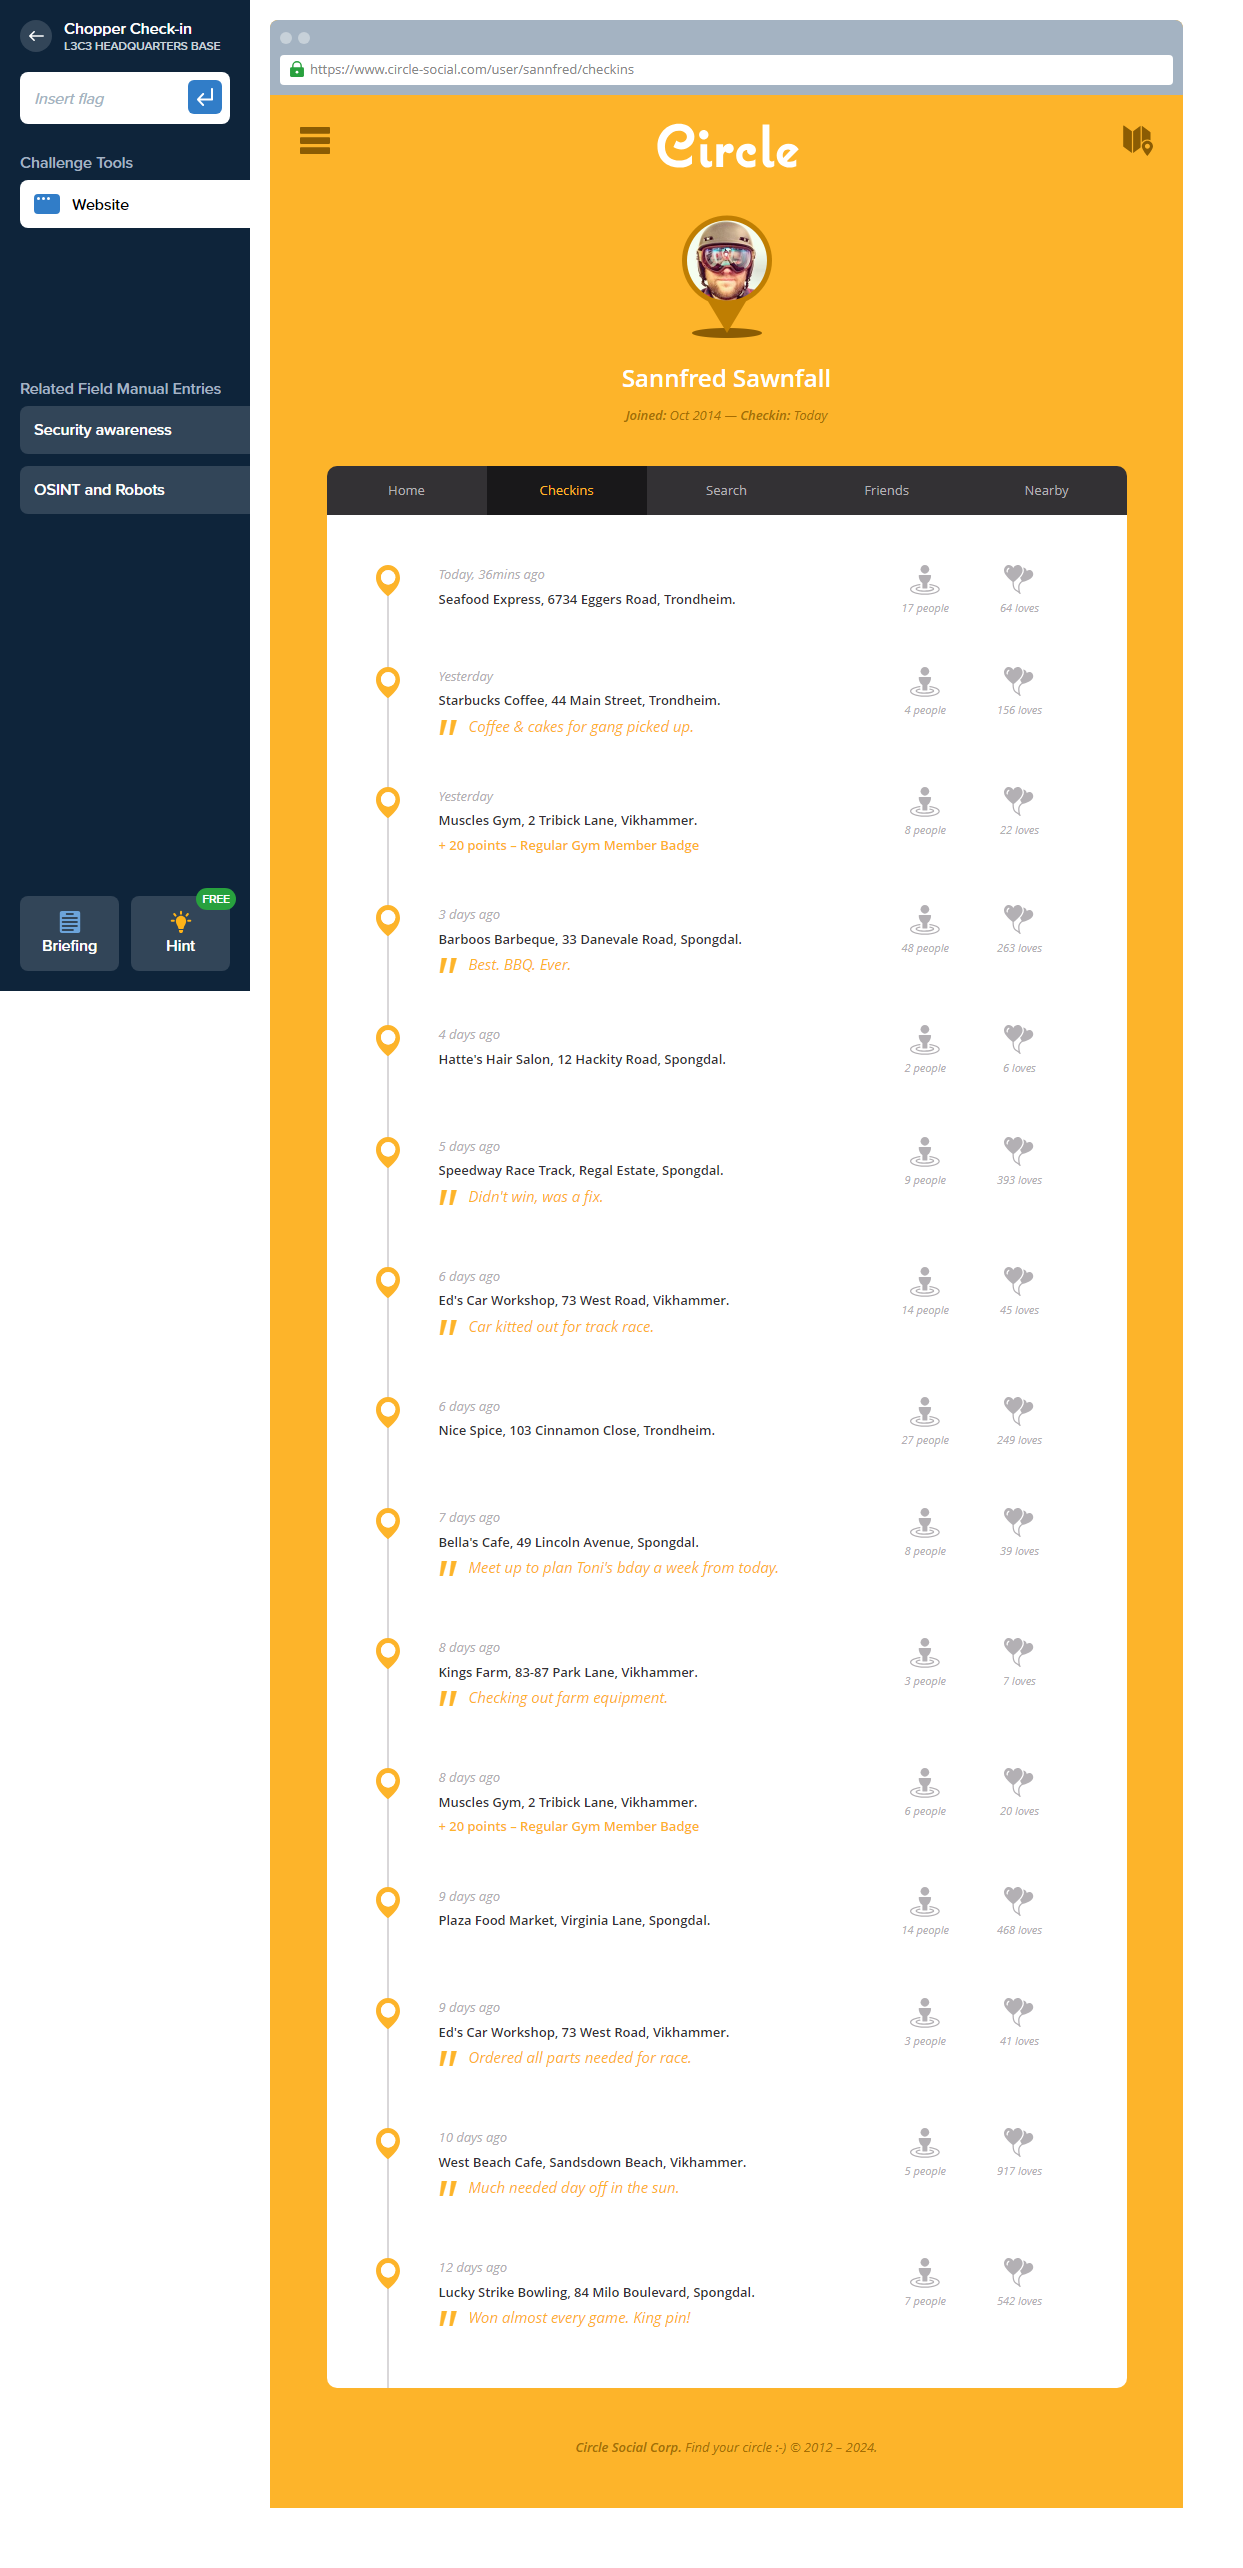 Chopper Check-in
L3C3 HEADQUARTERS BASE
Insert flag
Challenge Tools
Website
Related Field Manual Entries
Security awareness
OSINT and Robots
FREE
Briefing
Hint
https://www.circle-social.com/user/sannfred/checkins
Circle
Sannfred Sawnfall
Joined: Oct 2014 — Checkin: Today
Home Checkins Search Friends Nearby
Today, 36mins ago
Seafood Express, 6734 Eggers Road, Trondheim.
17 people 64 loves
Yesterday
Starbucks Coffee, 44 Main Street, Trondheim.
4 people 156 loves
" Coffee & cakes for gang picked up.
Yesterday
Muscles Gym, 2 Tribick Lane, Vikhammer.
8 people 22 loves
+ 20 points – Regular Gym Member Badge
3 days ago
Barboos Barbeque, 33 Danevale Road, Spongdal.
48 people 263 loves
" Best. BBQ. Ever.
4 days ago
Hatte's Hair Salon, 12 Hackity Road, Spongdal.
2 people 6 loves
5 days ago
Speedway Race Track, Regal Estate, Spongdal.
9 people 393 loves
" Didn't win, was a fix.
6 days ago
Ed's Car Workshop, 73 West Road, Vikhammer.
14 people 45 loves
" Car kitted out for track race.
6 days ago
Nice Spice, 103 Cinnamon Close, Trondheim.
27 people 249 loves
7 days ago
Bella's Cafe, 49 Lincoln Avenue, Spongdal.
8 people 39 loves
" Meet up to plan Toni's bday a week from today.
8 days ago
Kings Farm, 83-87 Park Lane, Vikhammer.
3 people 7 loves
" Checking out farm equipment.
8 days ago
Muscles Gym, 2 Tribick Lane, Vikhammer.
6 people 20 loves
+ 20 points – Regular Gym Member Badge
9 days ago
Plaza Food Market, Virginia Lane, Spongdal.
14 people 468 loves
9 days ago
Ed's Car Workshop, 73 West Road, Vikhammer.
3 people 41 loves
" Ordered all parts needed for race.
10 days ago
West Beach Cafe, Sandsdown Beach, Vikhammer.
5 people 917 loves
" Much needed day off in the sun.
12 days ago
Lucky Strike Bowling, 84 Milo Boulevard, Spongdal.
7 people 542 loves
" Won almost every game. King pin!
Circle Social Corp. Find your circle :-) © 2012 – 2024.